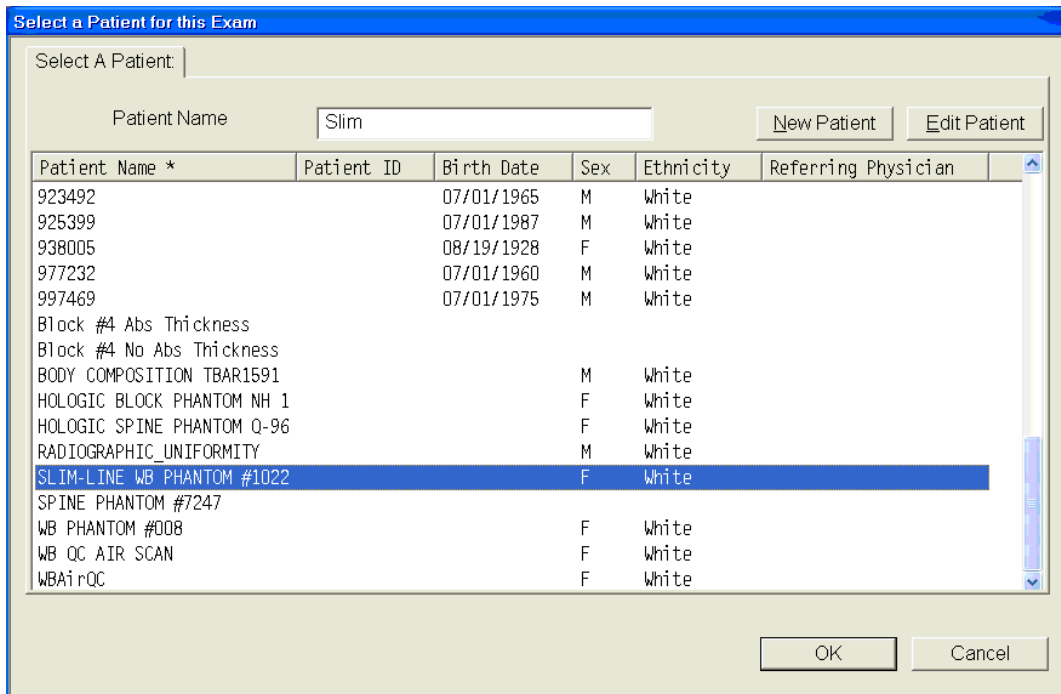 Select a Patient for this Exam
Select A Patient:
Patient Name Slim New Patient Edit Patient
Patient Name * Patient ID Birth Date Sex Ethnicity Referring Physician
923492 07/01/1965 M White
925399 07/01/1987 M White
938005 08/19/1928 F White
977232 07/01/1960 M White
997469 07/01/1975 M White
Block #4 Abs Thickness
Block #4 No Abs Thickness
BODY COMPOSITION TBAR1591 M White
HOLOGIC BLOCK PHANTOM NH 1 F White
HOLOGIC SPINE PHANTOM Q-96 F White
RADIOGRAPHIC_UNIFORMITY M White
SLIM-LINE WB PHANTOM #1022 F White
SPINE PHANTOM #7247
WB PHANTOM #008 F White
WB QC AIR SCAN F White
WBAirQC F White
OK Cancel